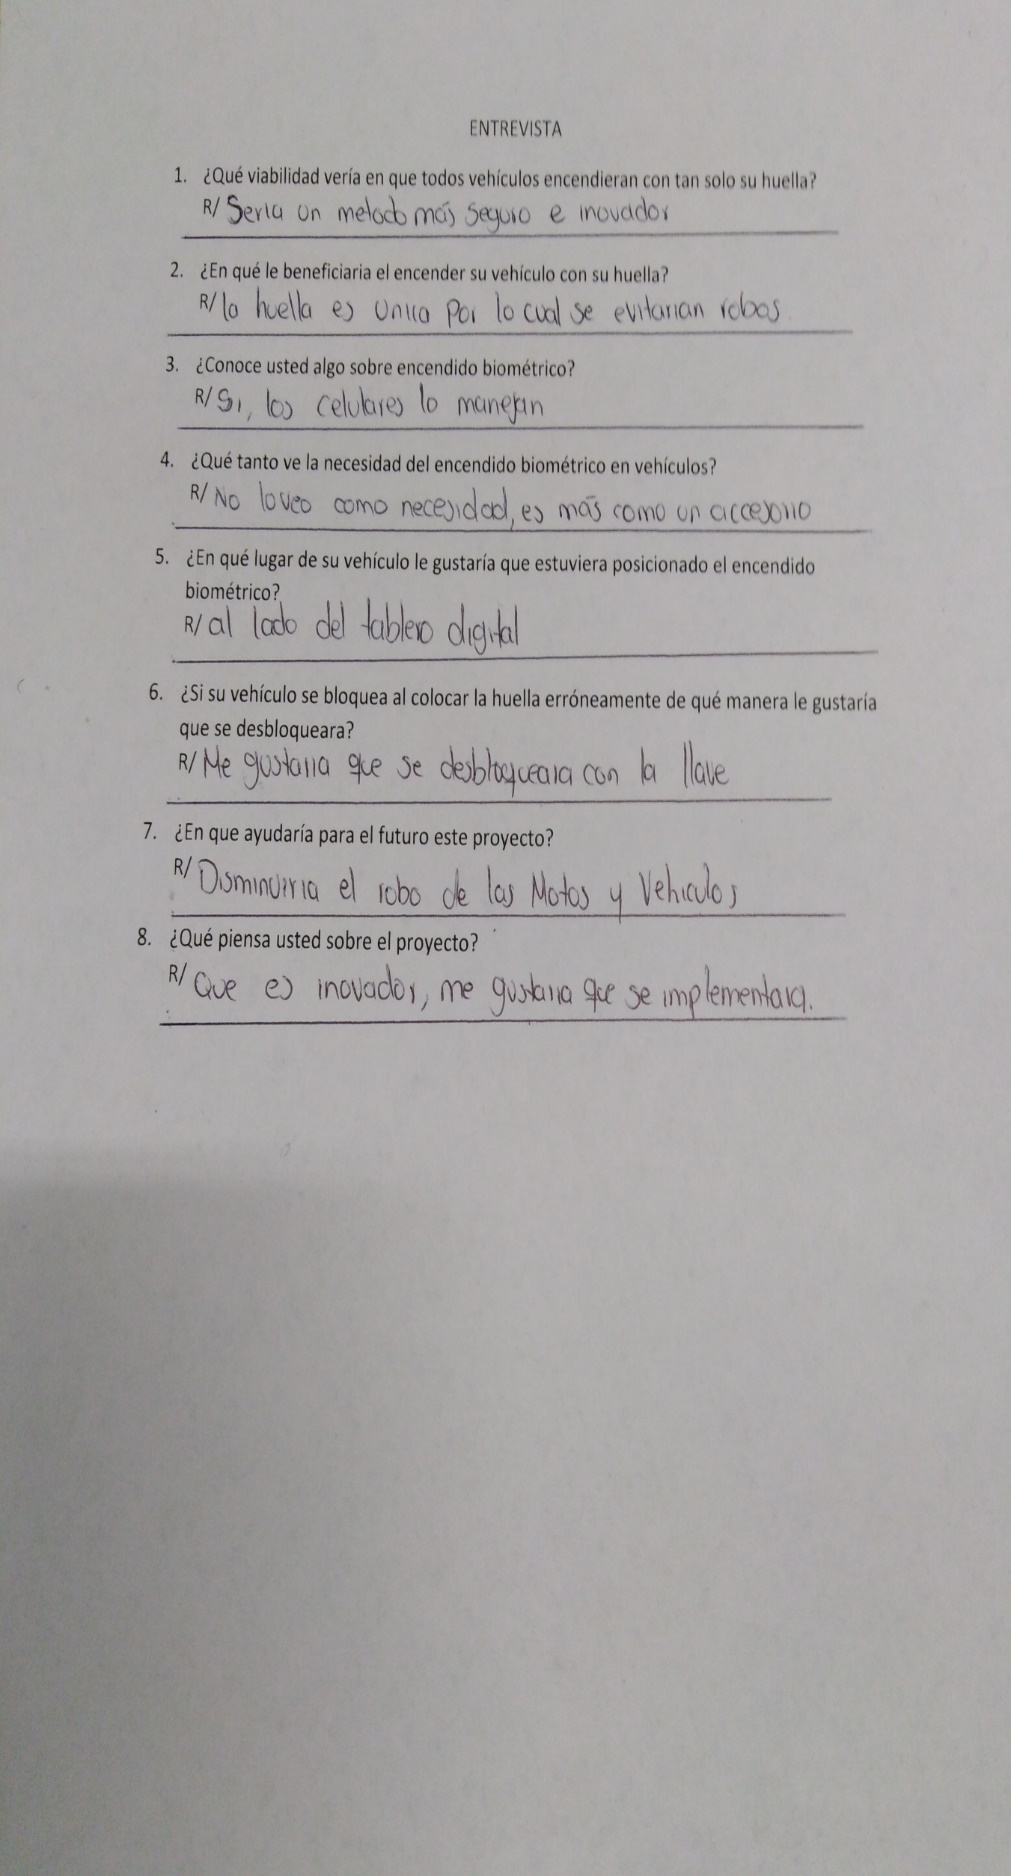 ENTREVISTA
1. ¿Qué viabilidad vería en que todos vehículos encendieran con tan solo su huella?
R/ Seria un metodo más seguro e inovador
2. ¿En qué le beneficiaria el encender su vehículo con su huella?
R/ la huella es unica por lo cual se evitarian robos
3. ¿Conoce usted algo sobre encendido biométrico?
R/ Si, los celulares lo manejan
4. ¿Qué tanto ve la necesidad del encendido biométrico en vehículos?
R/ No lo veo como necesidad, es más como un accesorio
5. ¿En qué lugar de su vehículo le gustaría que estuviera posicionado el encendido
biométrico?
R/ al lado del tablero digital
6. ¿Si su vehículo se bloquea al colocar la huella erróneamente de qué manera le gustaría
que se desbloqueara?
R/ Me gustaria que se desbloqueara con la llave
7. ¿En que ayudaría para el futuro este proyecto?
R/ Disminuirria el robo de las Motos y Vehiculos
8. ¿Qué piensa usted sobre el proyecto?
R/ Que es inovador, me gustaria que se implementara.